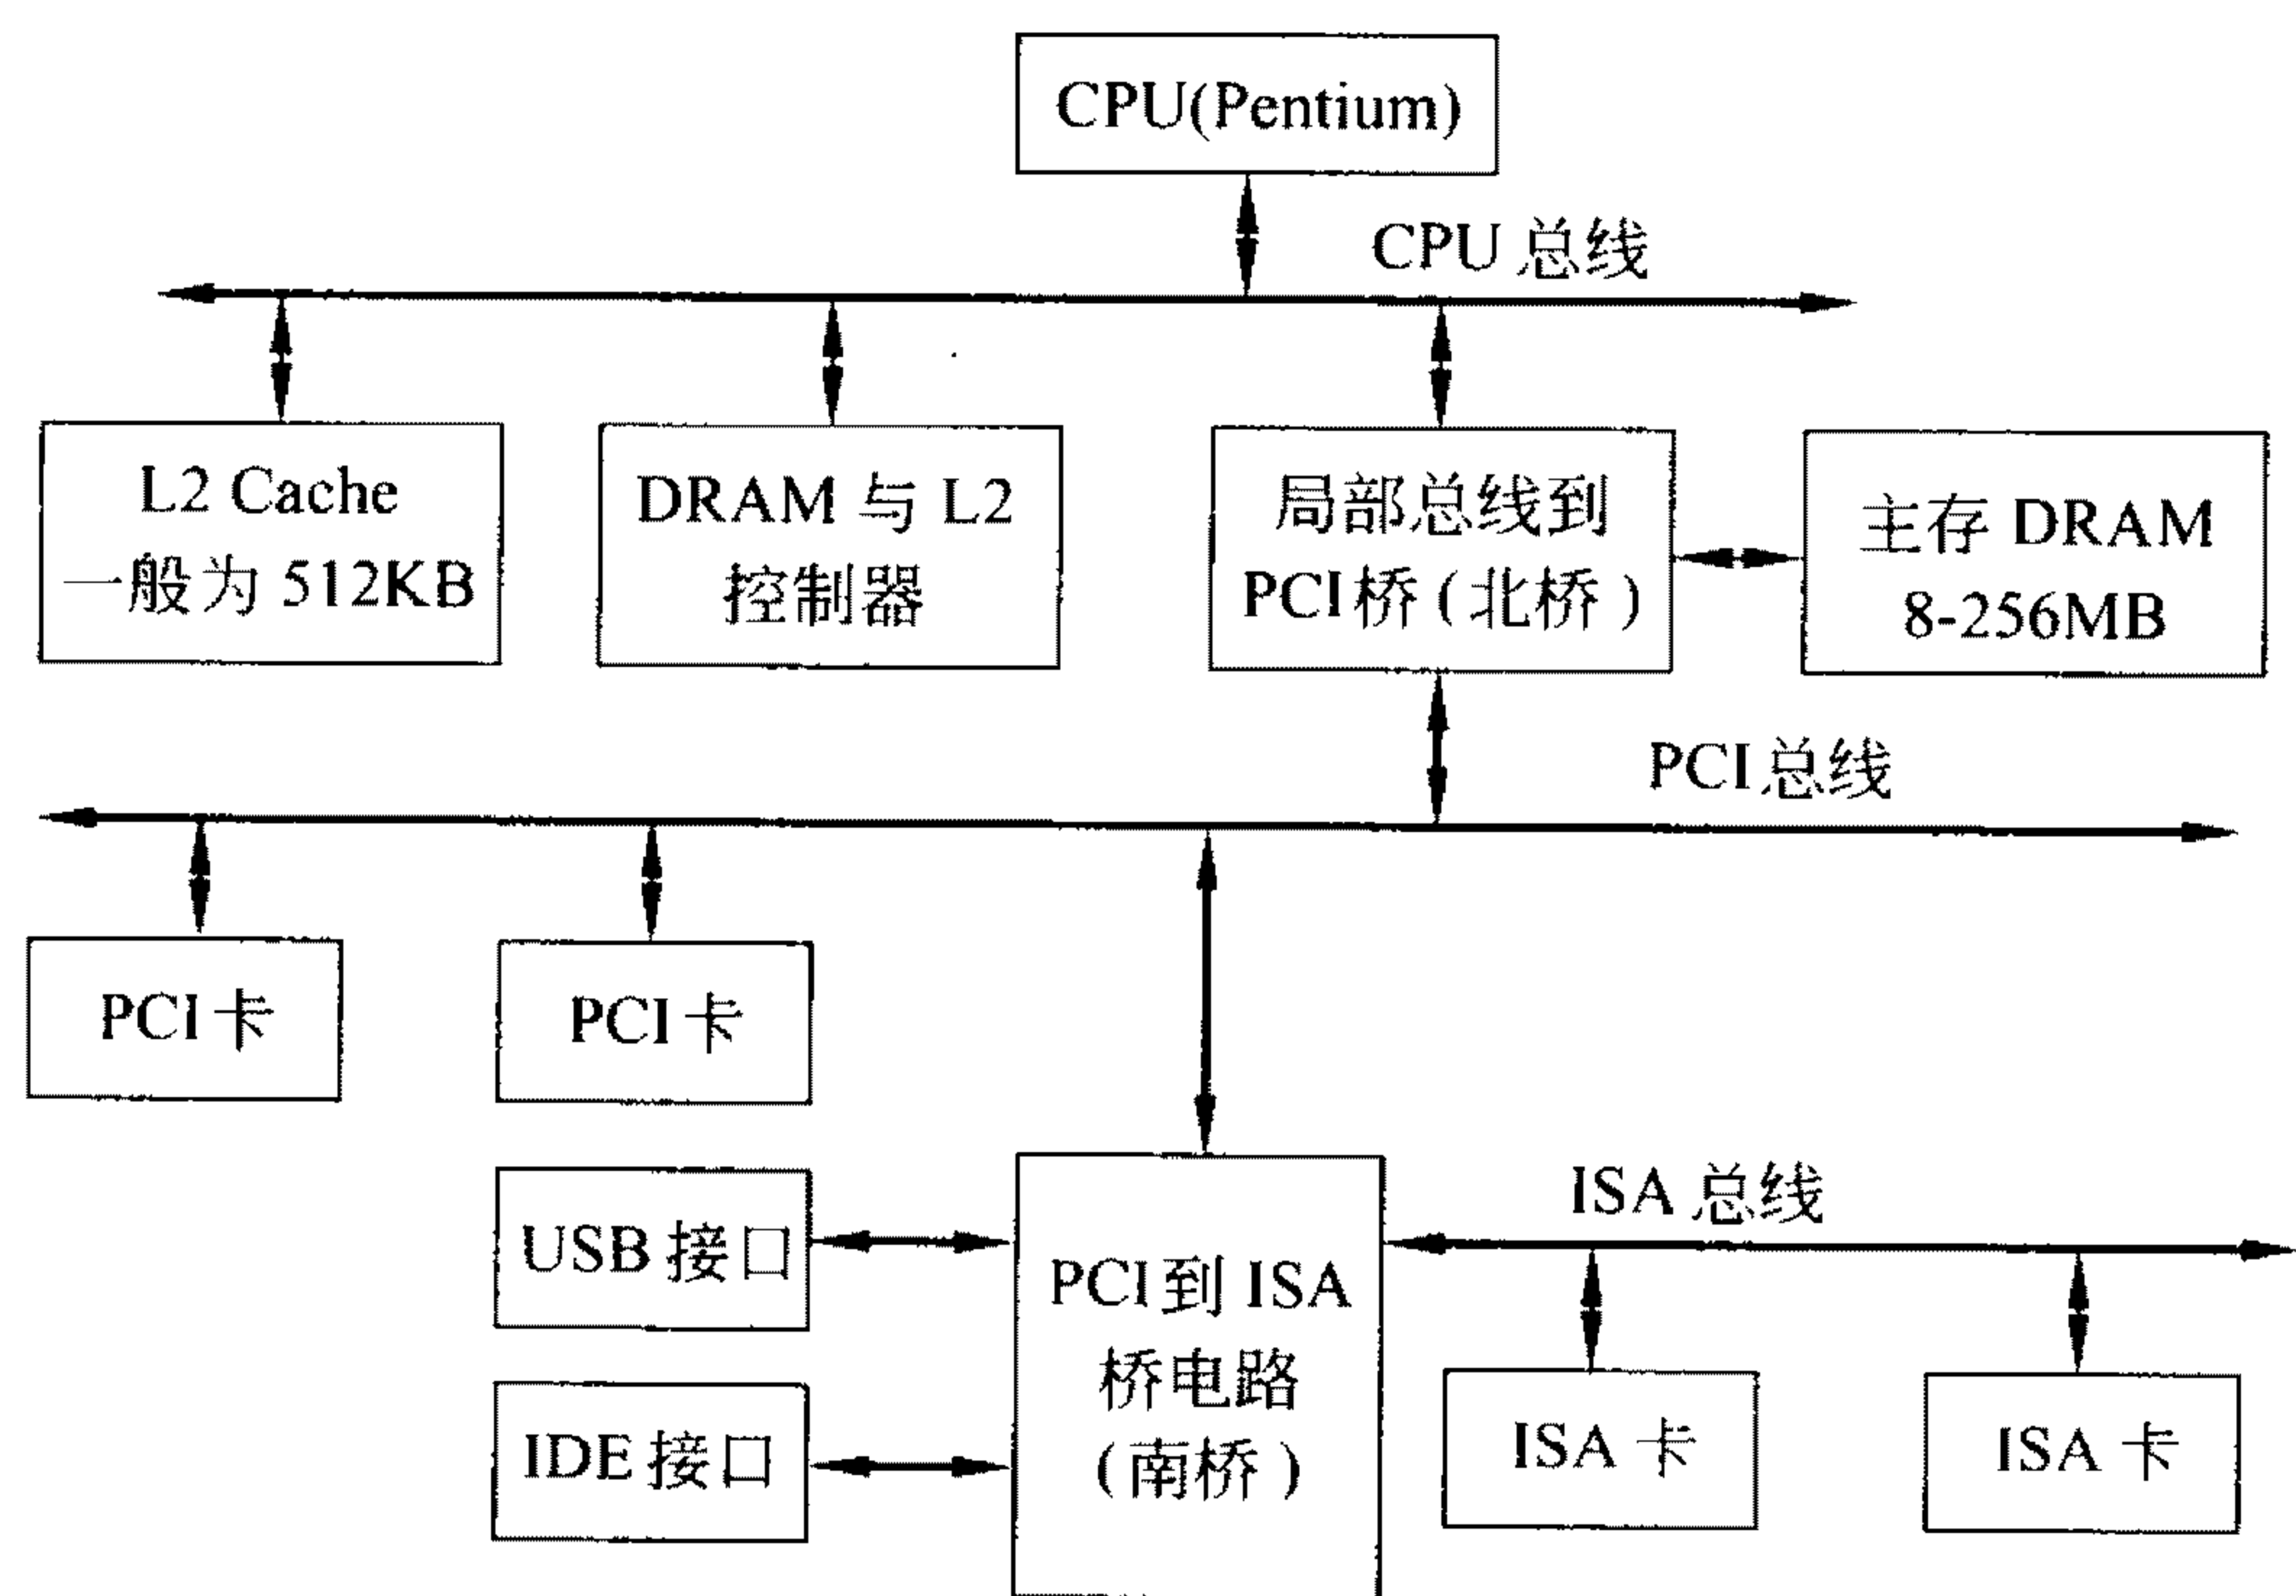 CPU(Pentium)
CPU 总线
L2 Cache
一般为 512KB
DRAM 与 L2
控制器
局部总线到
PCI 桥 ( 北桥 )
主存 DRAM
8-256MB
PCI 总线
PCI 卡
PCI 卡
USB 接口
IDE 接口
PCI 到 ISA
桥电路
( 南桥 )
ISA 总线
ISA 卡
ISA 卡